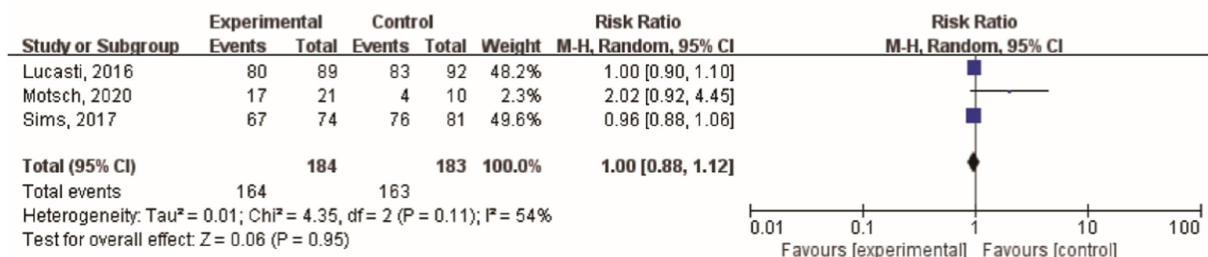 Experimental Control Risk Ratio Risk Ratio
Study or Subgroup Events Total Events Total Weight M-H, Random, 95% CI M-H, Random, 95% CI
Lucasti, 2016 80 89 83 92 48.2% 1.00 [0.90, 1.10]
Motsch, 2020 17 21 4 10 2.3% 2.02 [0.92, 4.45]
Sims, 2017 67 74 76 81 49.6% 0.96 [0.88, 1.06]
Total (95% CI) 184 183 100.0% 1.00 [0.88, 1.12]
Total events 164 163
Heterogeneity: Tau² = 0.01; Chi² = 4.35, df = 2 (P = 0.11); I² = 54%
Test for overall effect: Z = 0.06 (P = 0.95)
0.01 0.1 1 10 100
Favours [experimental] Favours [control]